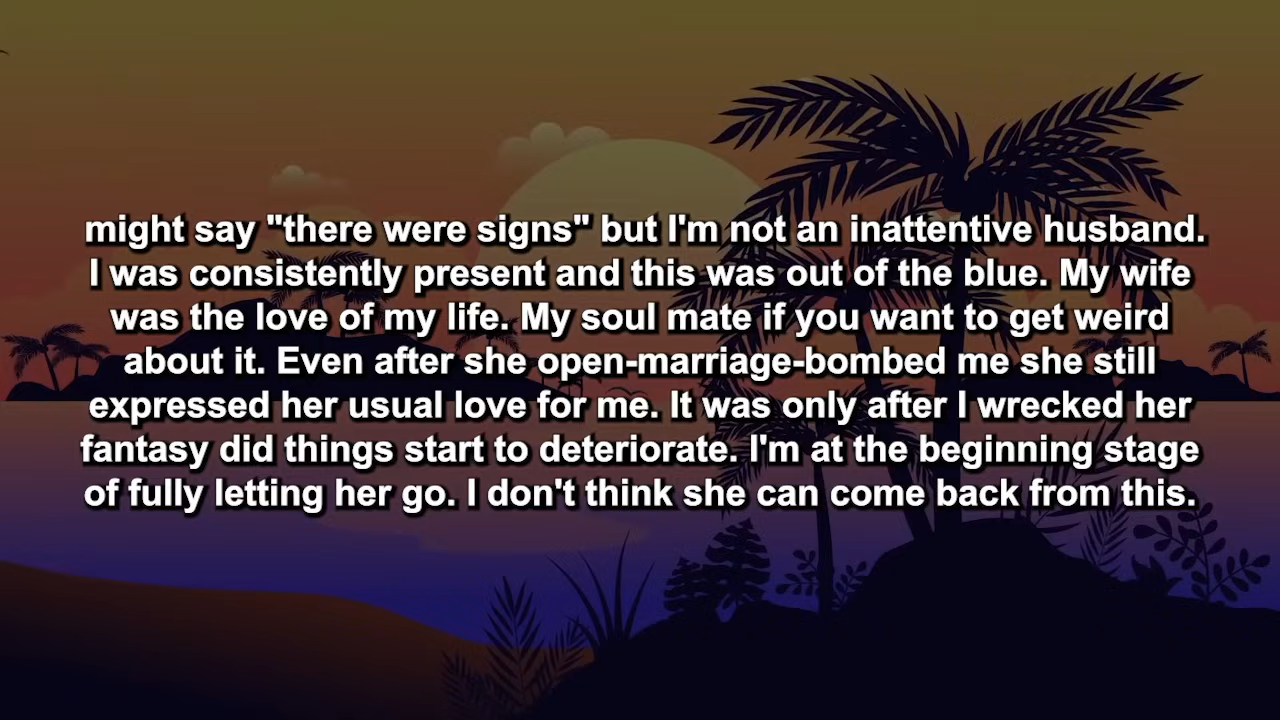 might say "there were signs" but I'm not an inattentive husband.
I was consistently present and this was out of the blue. My wife
was the love of my life. My soul mate if you want to get weird
about it. Even after she open-marriage-bombed me she still
expressed her usual love for me. It was only after I wrecked her
fantasy did things start to deteriorate. I'm at the beginning stage
of fully letting her go. I don't think she can come back from this.